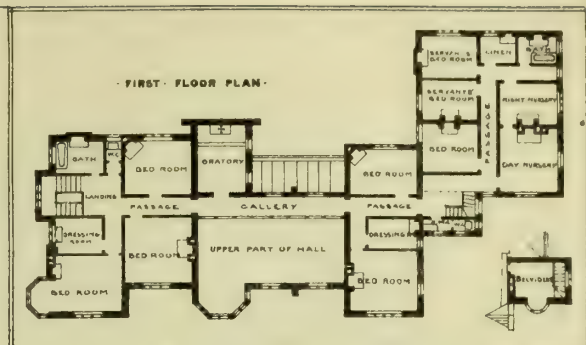 · FIRST · FLOOR PLAN ·
SERVANTS
BED ROOM
LINEN
BATH
SERVANTS'
BED ROOM
NIGHT NURSERY
PASSAGE
BED ROOM
DAY NURSERY
BATH
W.C.
BED ROOM
ORATORY
BED ROOM
LANDING
PASSAGE
GALLERY
PASSAGE
DRESSING
ROOM
BED ROOM
UPPER PART OF HALL
DRESSING
BED ROOM
BED ROOM
BELVIDERE